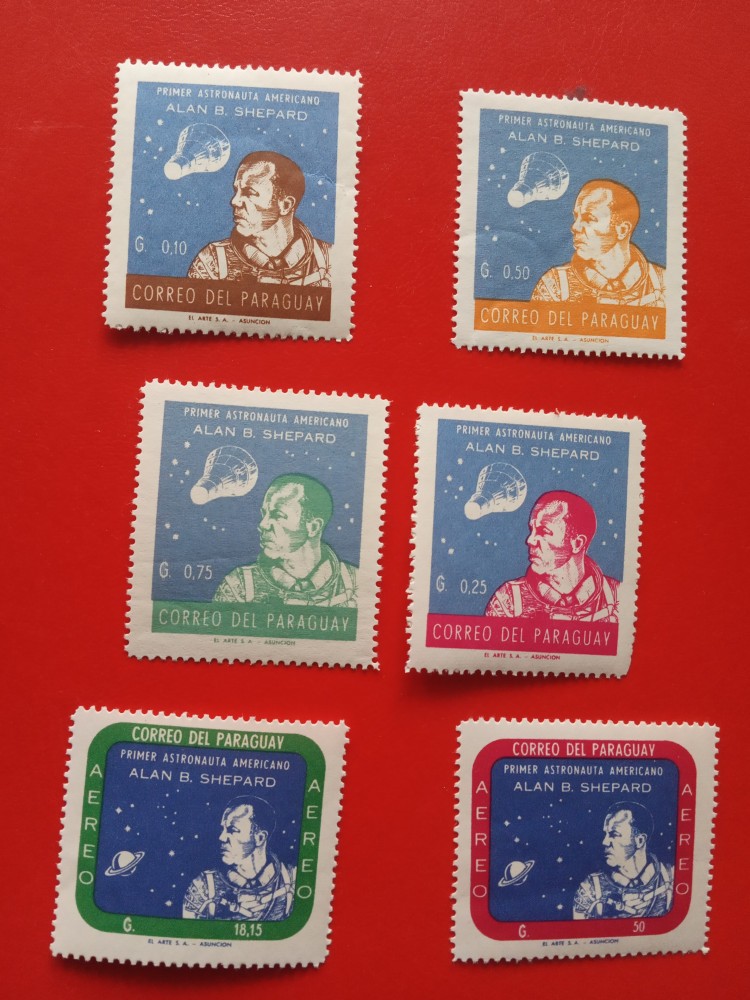 PRIMER ASTRONAUTA AMERICANO
ALAN B. SHEPARD
G. 0,10
CORREO DEL PARAGUAY
EL ARTE S. A. - ASUNCION
PRIMER ASTRONAUTA AMERICANO
ALAN B. SHEPARD
G. 0,50
CORREO DEL PARAGUAY
EL ARTE S. A. - ASUNCION
PRIMER ASTRONAUTA AMERICANO
ALAN B. SHEPARD
G. 0,75
CORREO DEL PARAGUAY
EL ARTE S. A. - ASUNCION
PRIMER ASTRONAUTA AMERICANO
ALAN B. SHEPARD
G. 0,25
CORREO DEL PARAGUAY
EL ARTE S. A. - ASUNCION
CORREO DEL PARAGUAY
PRIMER ASTRONAUTA AMERICANO
ALAN B. SHEPARD
AEREO
AEREO
G. 18,15
EL ARTE S. A. - ASUNCION
CORREO DEL PARAGUAY
PRIMER ASTRONAUTA AMERICANO
ALAN B. SHEPARD
AEREO
AEREO
G. 50
EL ARTE S. A. - ASUNCION